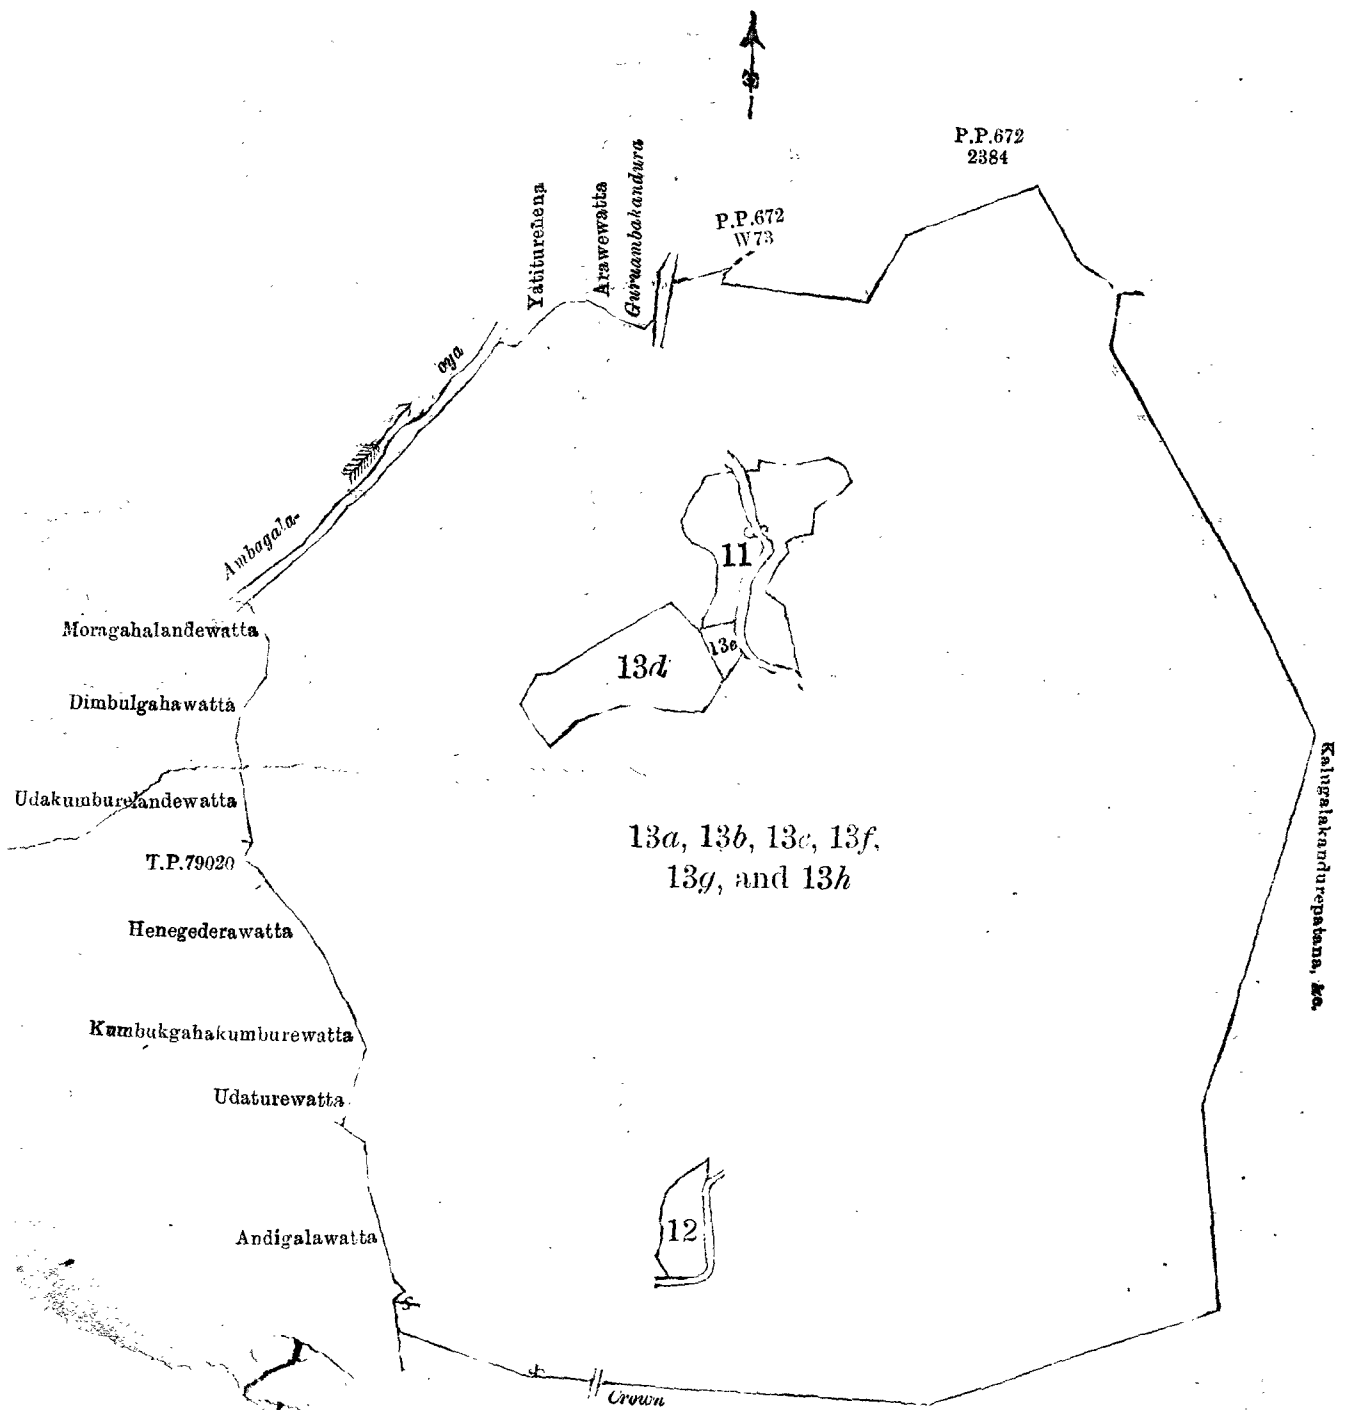 P.P.672
2384
P.P.672
W73
Yatiturehena
Arawewatta
Guruambakandura
Ambagala-
oya
Moragahalandewatta
Dimbulgahawatta
Udakumburelandewatta
T.P.79020
Henegederawatta
Kumbukgahakumburewatta
Udaturewatta
Andigalawatta
11
13e
13d
13a, 13b, 13c, 13f,
13g, and 13h
12
Kalugalakandurepatana, &c.
Crown